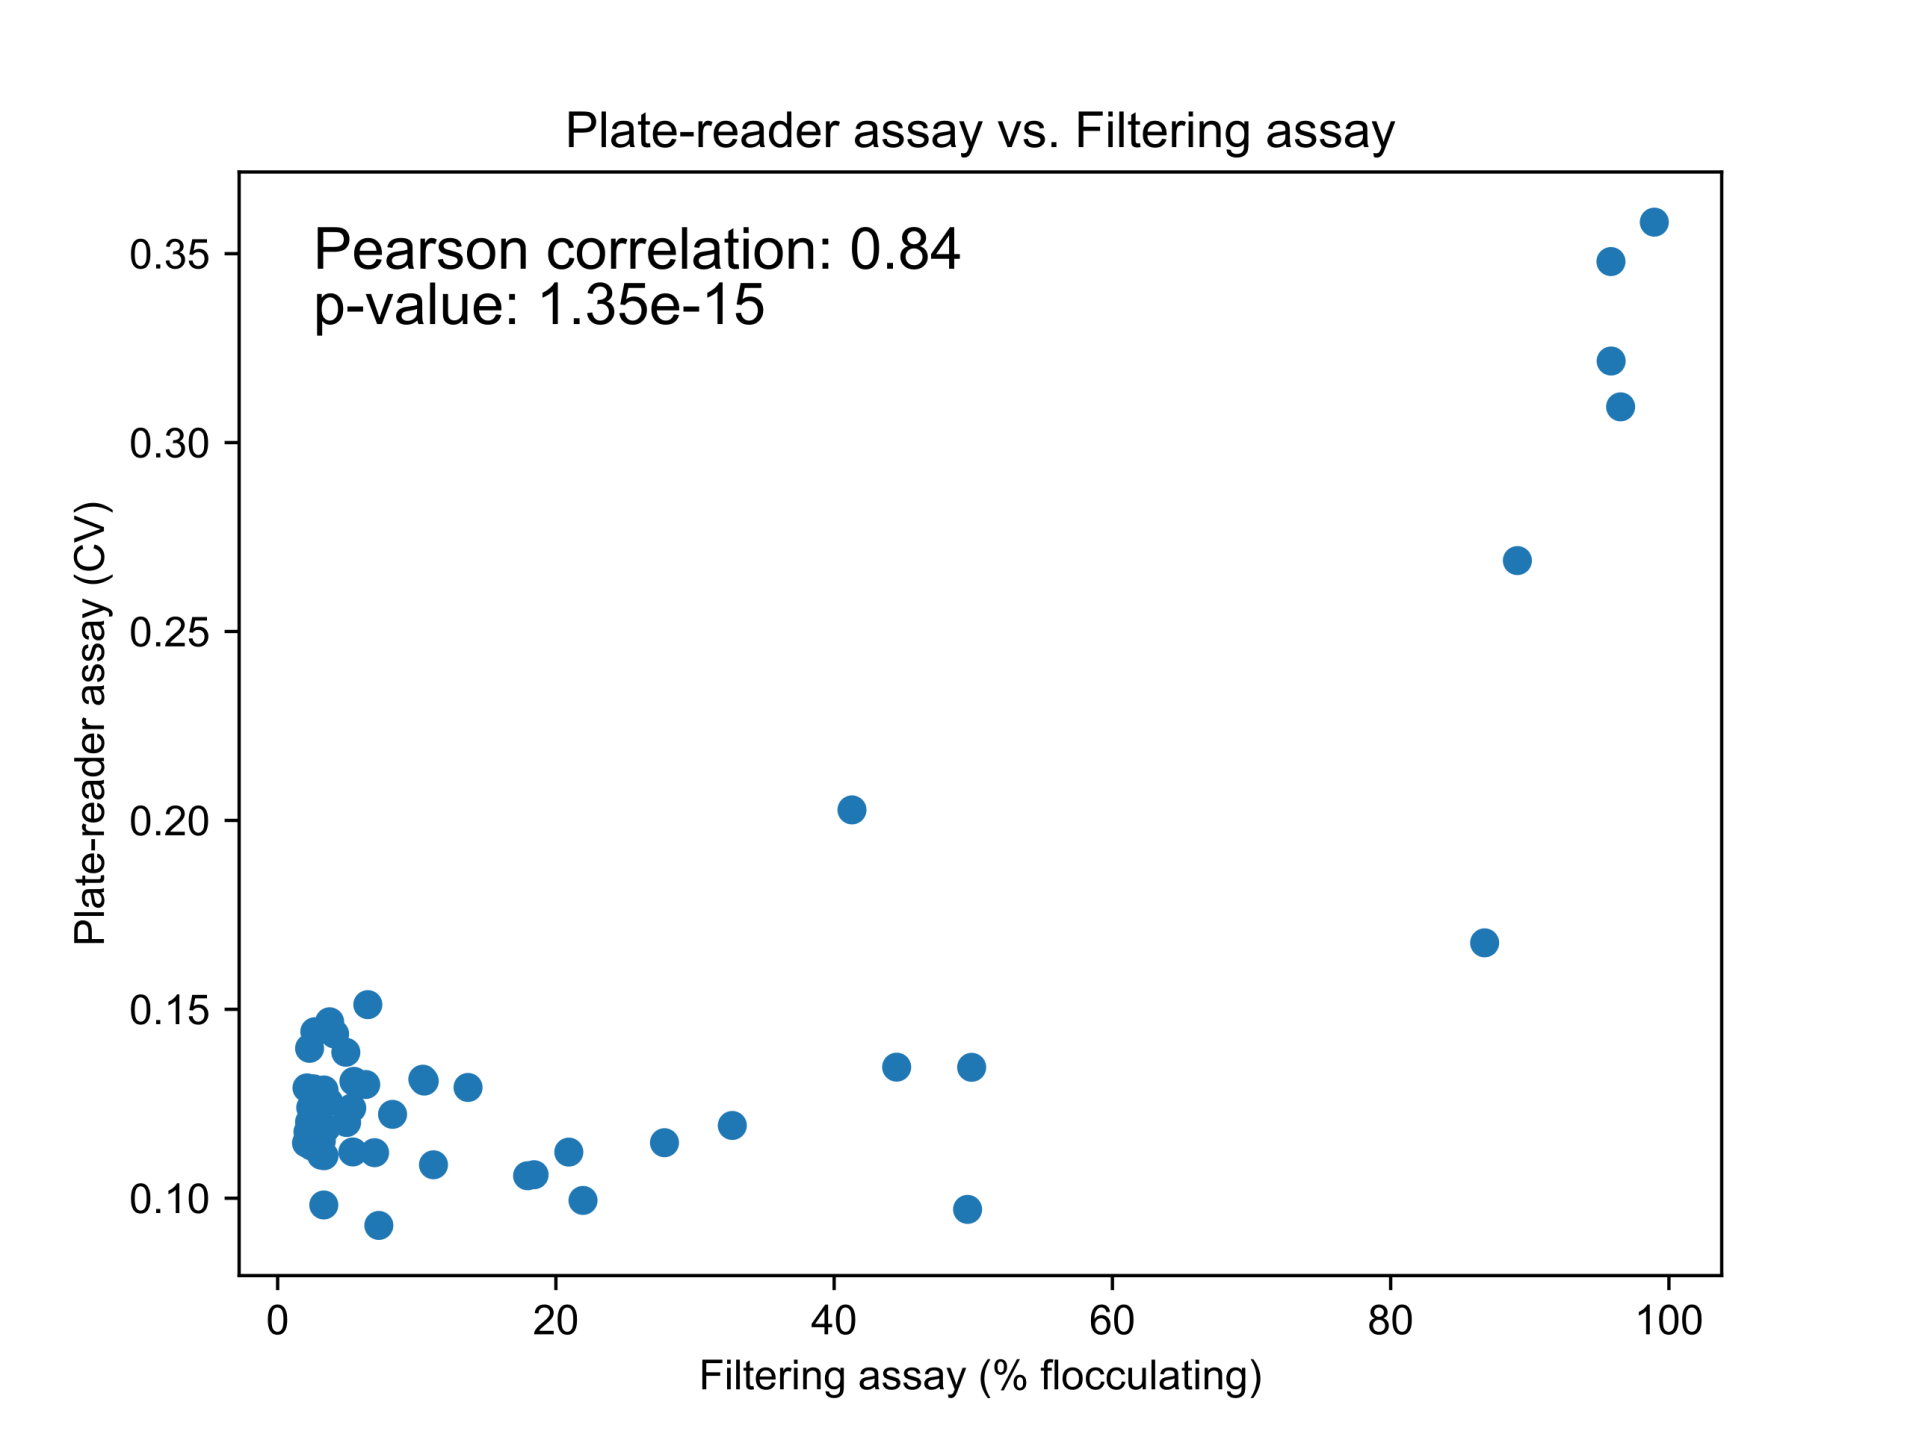 Plate-reader assay vs. Filtering assay
Pearson correlation: 0.84
p-value: 1.35e-15
0.35
0.30
0.25
0.20
0.15
0.10
Plate-reader assay (CV)
0 20 40 60 80 100
Filtering assay (% flocculating)